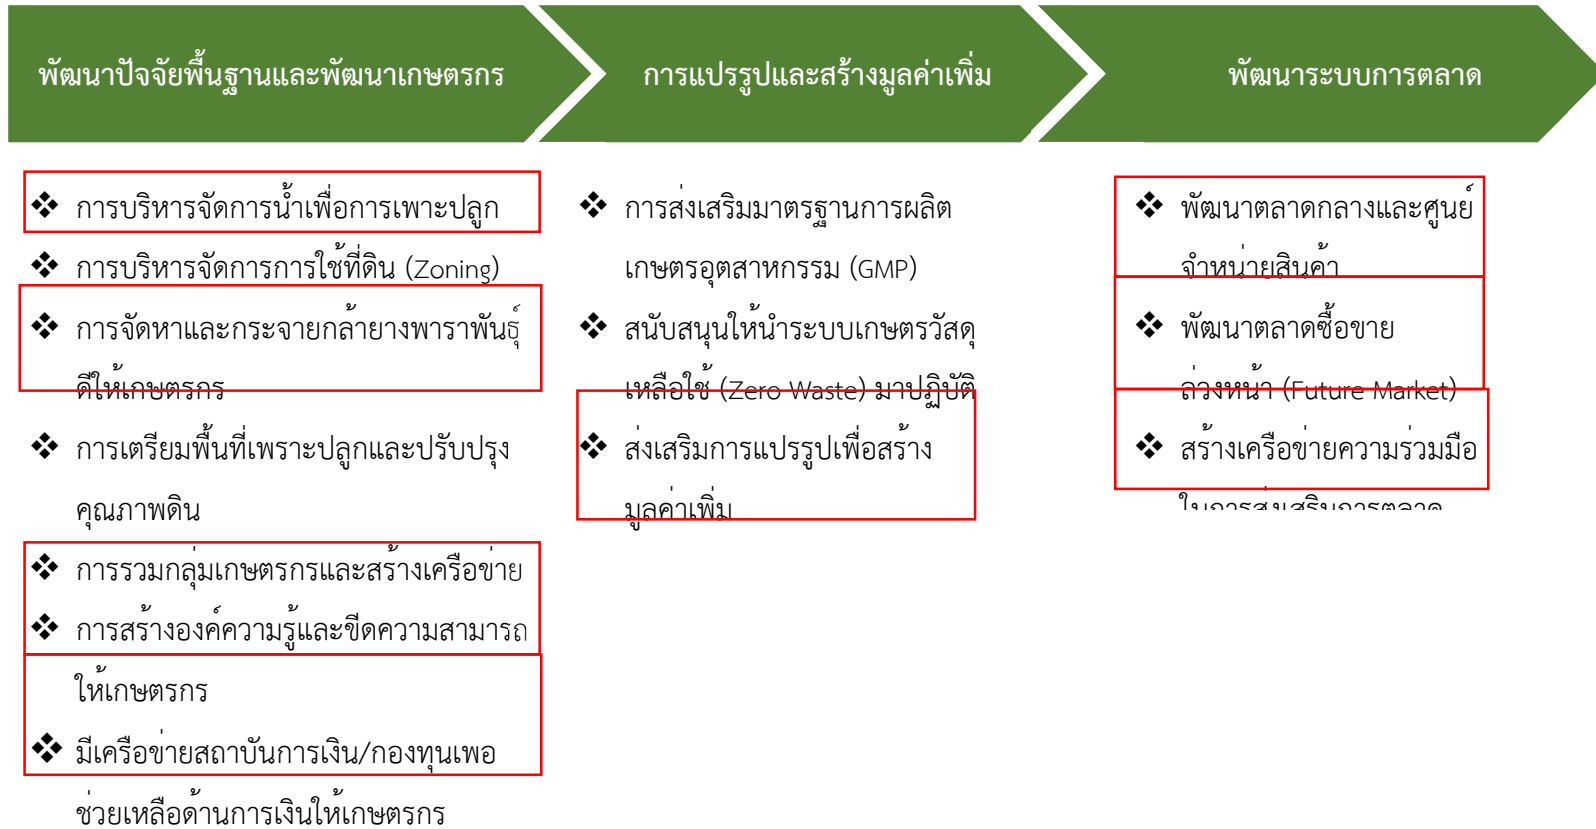 พัฒนาปัจจัยพื้นฐานและพัฒนาเกษตรกร
การแปรรูปและสร้างมูลค่าเพิ่ม
พัฒนาระบบการตลาด
❖ การบริหารจัดการน้ำเพื่อการเพาะปลูก
❖ การบริหารจัดการการใช้ที่ดิน (Zoning)
❖ การจัดหาและกระจายกล้ายางพาราพันธุ์
ดีให้เกษตรกร
❖ การเตรียมพื้นที่เพราะปลูกและปรับปรุง
คุณภาพดิน
❖ การรวมกลุ่มเกษตรกรและสร้างเครือข่าย
❖ การสร้างองค์ความรู้และขีดความสามารถ
ให้เกษตรกร
❖ มีเครือข่ายสถาบันการเงิน/กองทุนเพอ
ช่วยเหลือด้านการเงินให้เกษตรกร
❖ การส่งเสริมมาตรฐานการผลิต
เกษตรอุตสาหกรรม (GMP)
❖ สนับสนุนให้นำระบบเกษตรวัสดุ
เหลือใช้ (Zero Waste) มาปฏิบัติ
❖ ส่งเสริมการแปรรูปเพื่อสร้าง
มูลค่าเพิ่ม
❖ พัฒนาตลาดกลางและศูนย์
จำหน่ายสินค้า
❖ พัฒนาตลาดซื้อขาย
ล่วงหน้า (Future Market)
❖ สร้างเครือข่ายความร่วมมือ
ในการส่งเสริมการตลาด